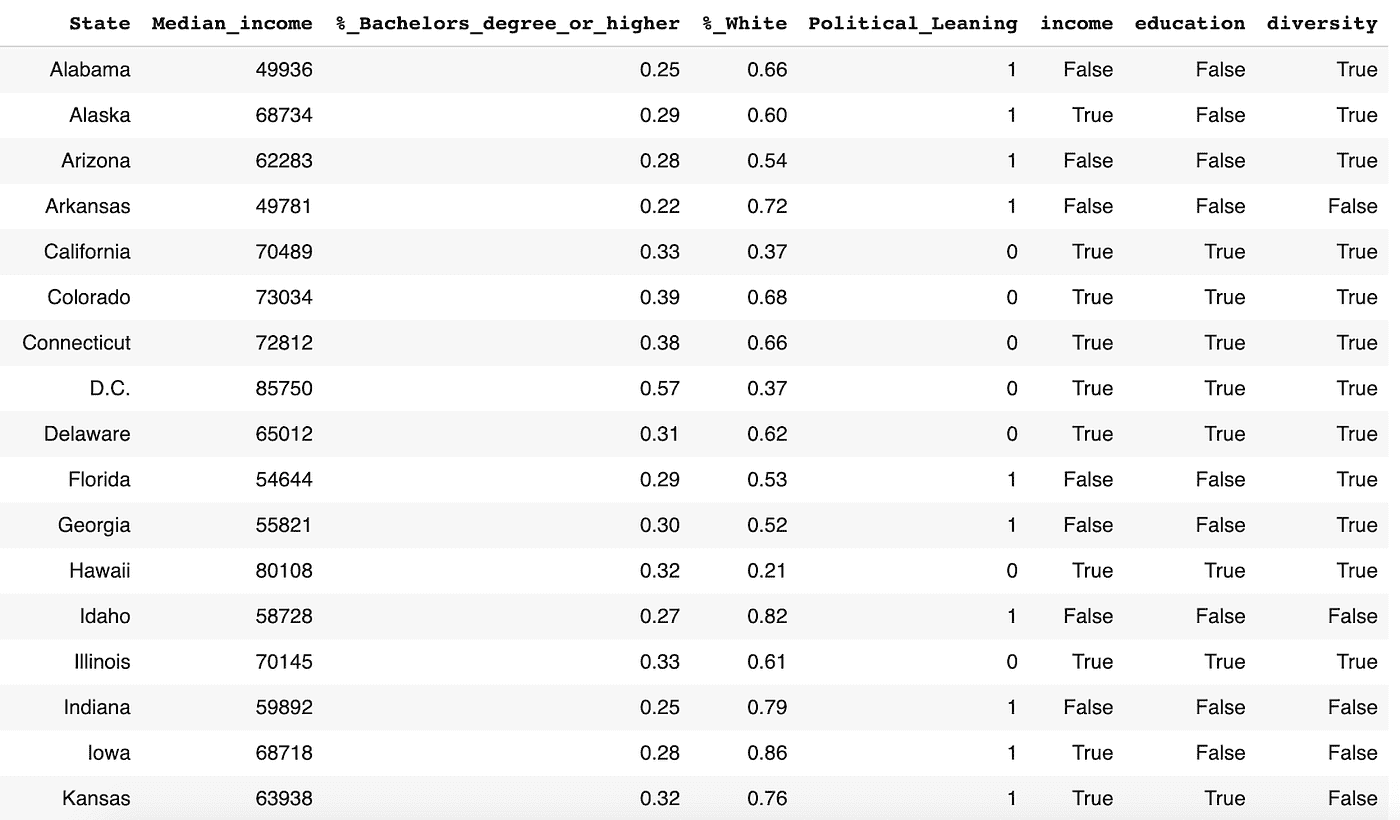 State Median_income %_Bachelors_degree_or_higher %_White Political_Leaning income education diversity
Alabama 49936 0.25 0.66 1 False False True
Alaska 68734 0.29 0.60 1 True False True
Arizona 62283 0.28 0.54 1 False False True
Arkansas 49781 0.22 0.72 1 False False False
California 70489 0.33 0.37 0 True True True
Colorado 73034 0.39 0.68 0 True True True
Connecticut 72812 0.38 0.66 0 True True True
D.C. 85750 0.57 0.37 0 True True True
Delaware 65012 0.31 0.62 0 True True True
Florida 54644 0.29 0.53 1 False False True
Georgia 55821 0.30 0.52 1 False False True
Hawaii 80108 0.32 0.21 0 True True True
Idaho 58728 0.27 0.82 1 False False False
Illinois 70145 0.33 0.61 0 True True True
Indiana 59892 0.25 0.79 1 False False False
Iowa 68718 0.28 0.86 1 True False False
Kansas 63938 0.32 0.76 1 True True False